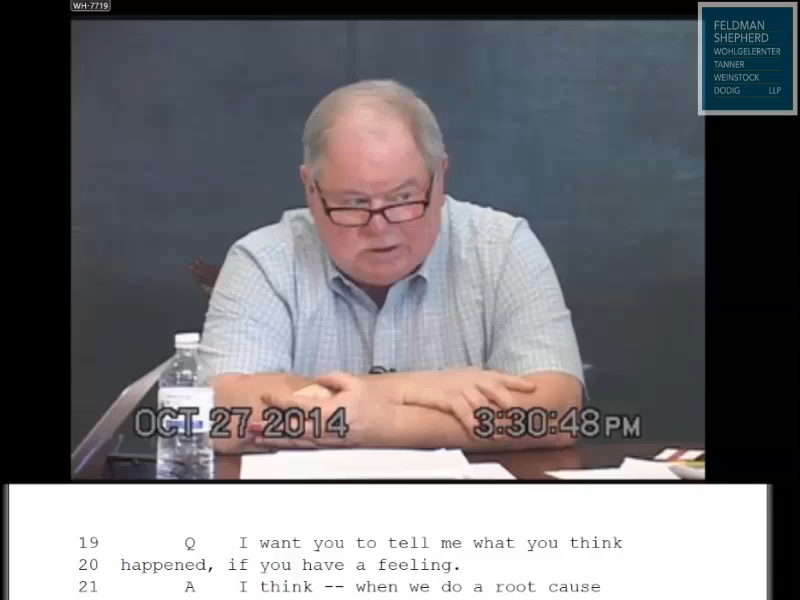 WH-7719
FELDMAN
SHEPHERD
WOHLGELERNTER
TANNER
WEINSTOCK
DODIG LLP
OCT 27 2014 3:30:48 PM
19 Q I want you to tell me what you think
20 happened, if you have a feeling.
21 A I think -- when we do a root cause